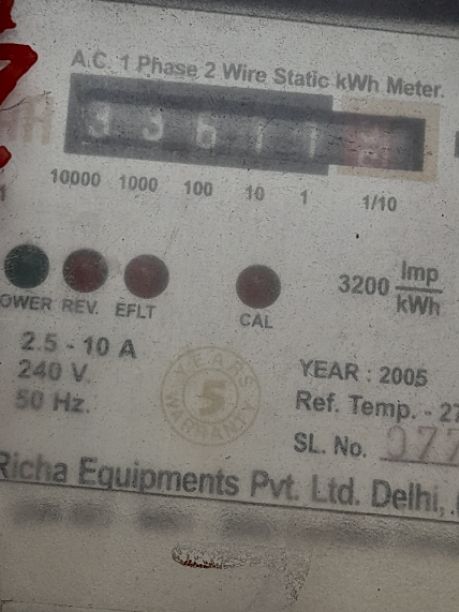 A.C. 1 Phase 2 Wire Static kWh Meter.
10000 1000 100 10 1 1/10
3200 Imp/kWh
OWER REV. EFLT CAL
2.5 - 10 A
240 V.
50 Hz.
5 YEARS WARRANTY
YEAR : 2005
Ref. Temp. - 27
SL. No. 977
Richa Equipments Pvt. Ltd. Delhi,